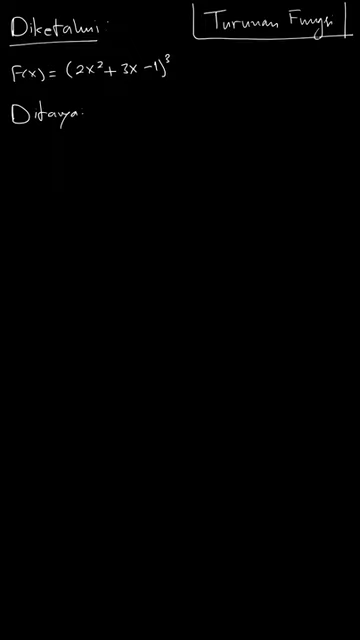 Diketahui:
Turunan Fungsi
F(x) = (2x² + 3x - 1)³
Ditanya: